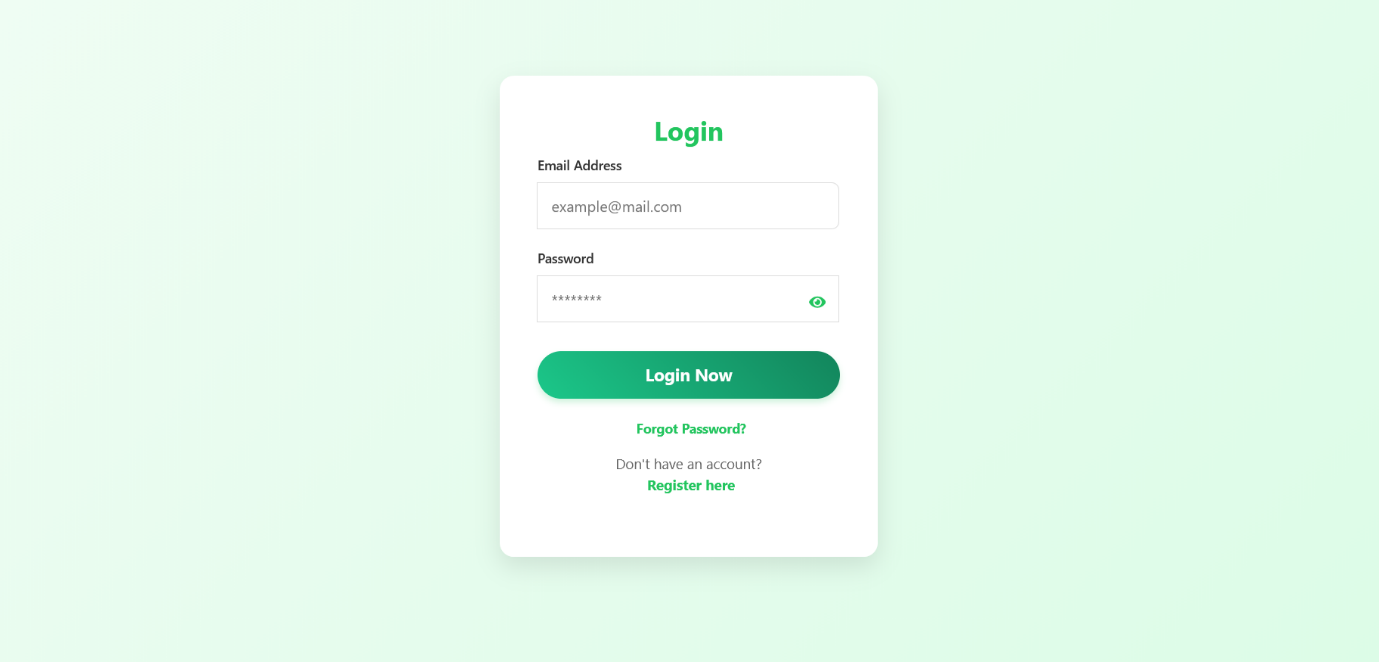 Login
Email Address
example@mail.com
Password
********
Login Now
Forgot Password?
Don't have an account?
Register here